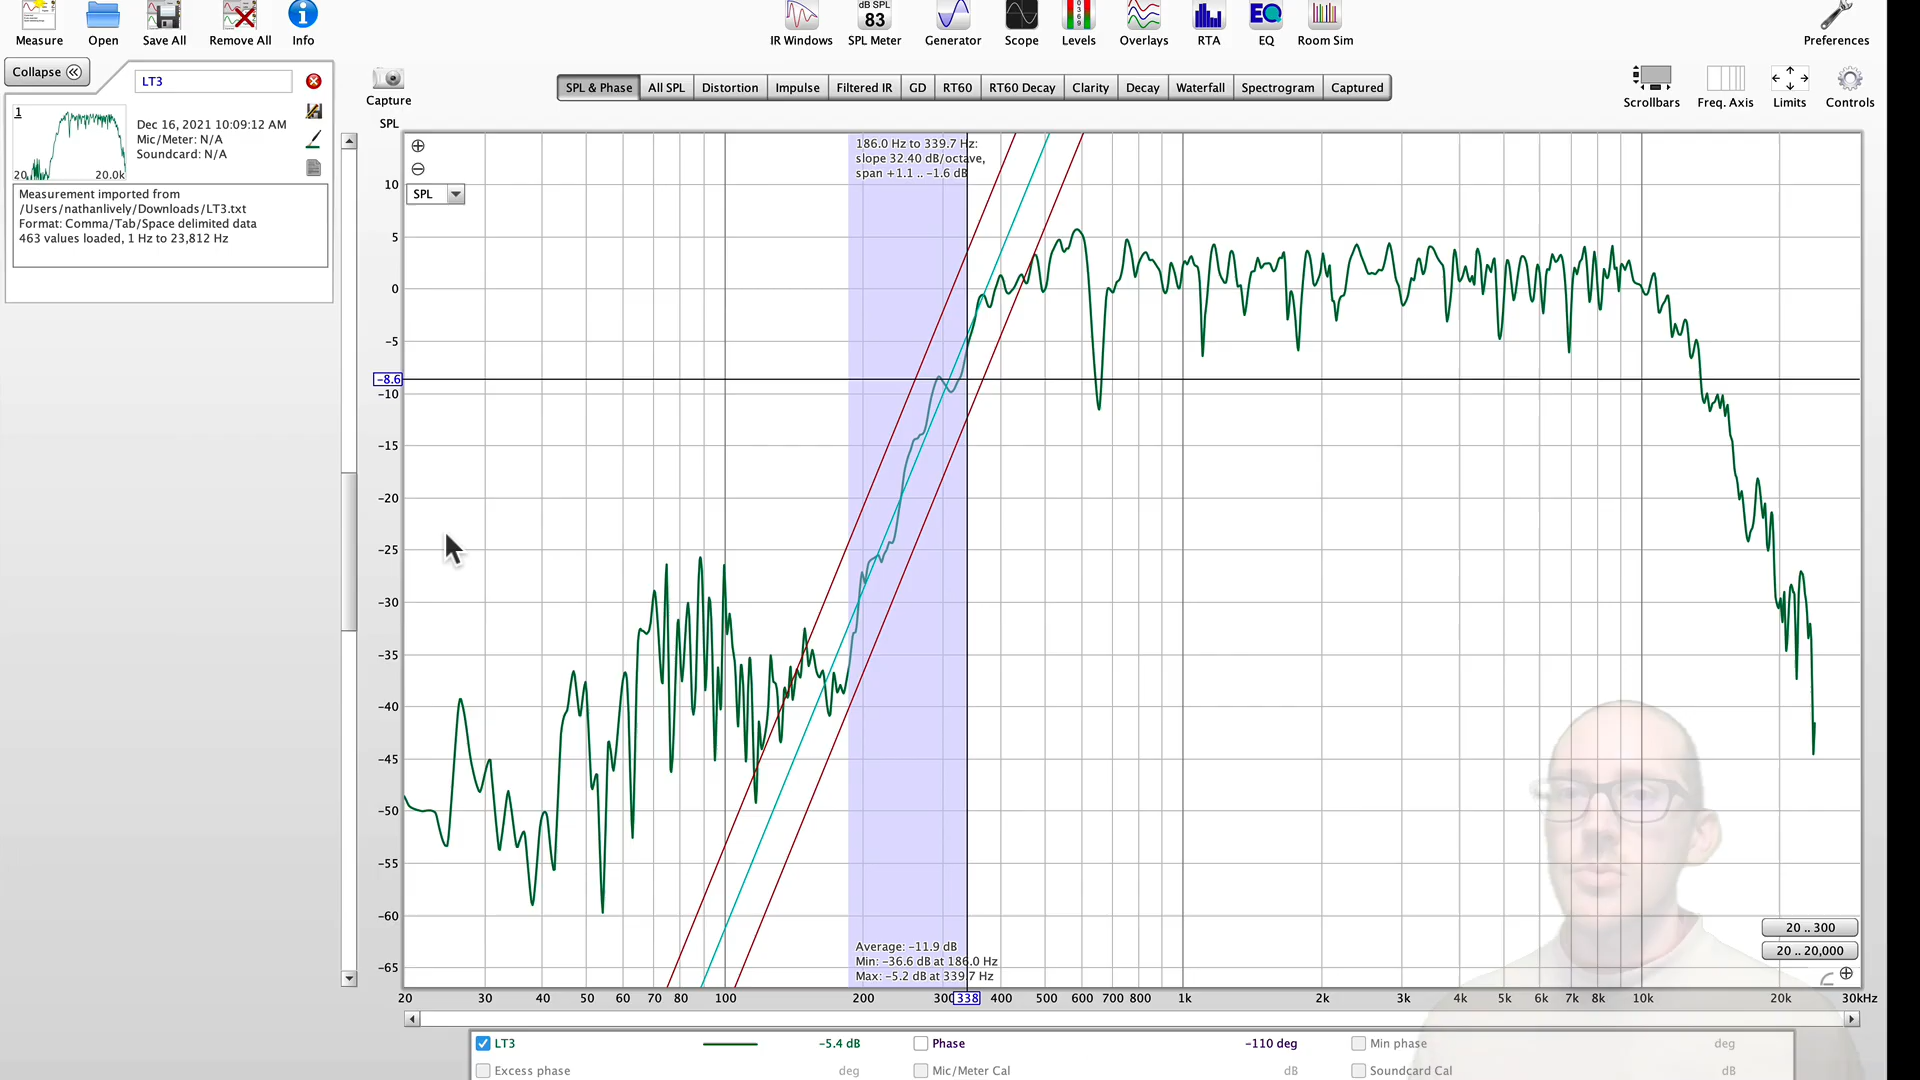 Measure Open Save All Remove All Info
dB SPL
83
IR Windows SPL Meter Generator Scope Levels Overlays RTA EQ Room Sim
Preferences
Collapse
LT3
1
20 20.0k
Dec 16, 2021 10:09:12 AM
Mic/Meter: N/A
Soundcard: N/A
Measurement imported from
/Users/nathanlively/Downloads/LT3.txt
Format: Comma/Tab/Space delimited data
463 values loaded, 1 Hz to 23,812 Hz
Capture
SPL & Phase All SPL Distortion Impulse Filtered IR GD RT60 RT60 Decay Clarity Decay Waterfall Spectrogram Captured
Scrollbars Freq. Axis Limits Controls
SPL
SPL
186.0 Hz to 339.7 Hz:
slope 32.40 dB/octave,
span +1.1 .. -1.6 dB
10
5
0
-5
-8.6
-10
-15
-20
-25
-30
-35
-40
-45
-50
-55
-60
-65
Average: -11.9 dB
Min: -36.6 dB at 186.0 Hz
Max: -5.2 dB at 339.7 Hz
20 .. 300
20 .. 20,000
20 30 40 50 60 70 80 100 200 300 338 400 500 600 700 800 1k 2k 3k 4k 5k 6k 7k 8k 10k 20k 30kHz
LT3 -5.4 dB Phase -110 deg Min phase deg
Excess phase deg Mic/Meter Cal dB Soundcard Cal dB